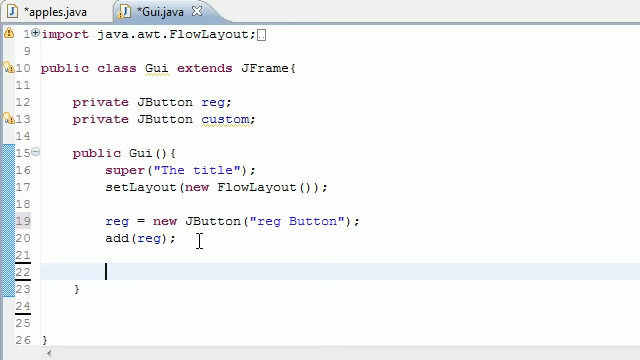 *apples.java *Gui.java
1 import java.awt.FlowLayout;
9
10 public class Gui extends JFrame{
11
12 private JButton reg;
13 private JButton custom;
14
15 public Gui(){
16 super("The title");
17 setLayout(new FlowLayout());
18
19 reg = new JButton("reg Button");
20 add(reg);
21
22
23 }
24
25
26 }